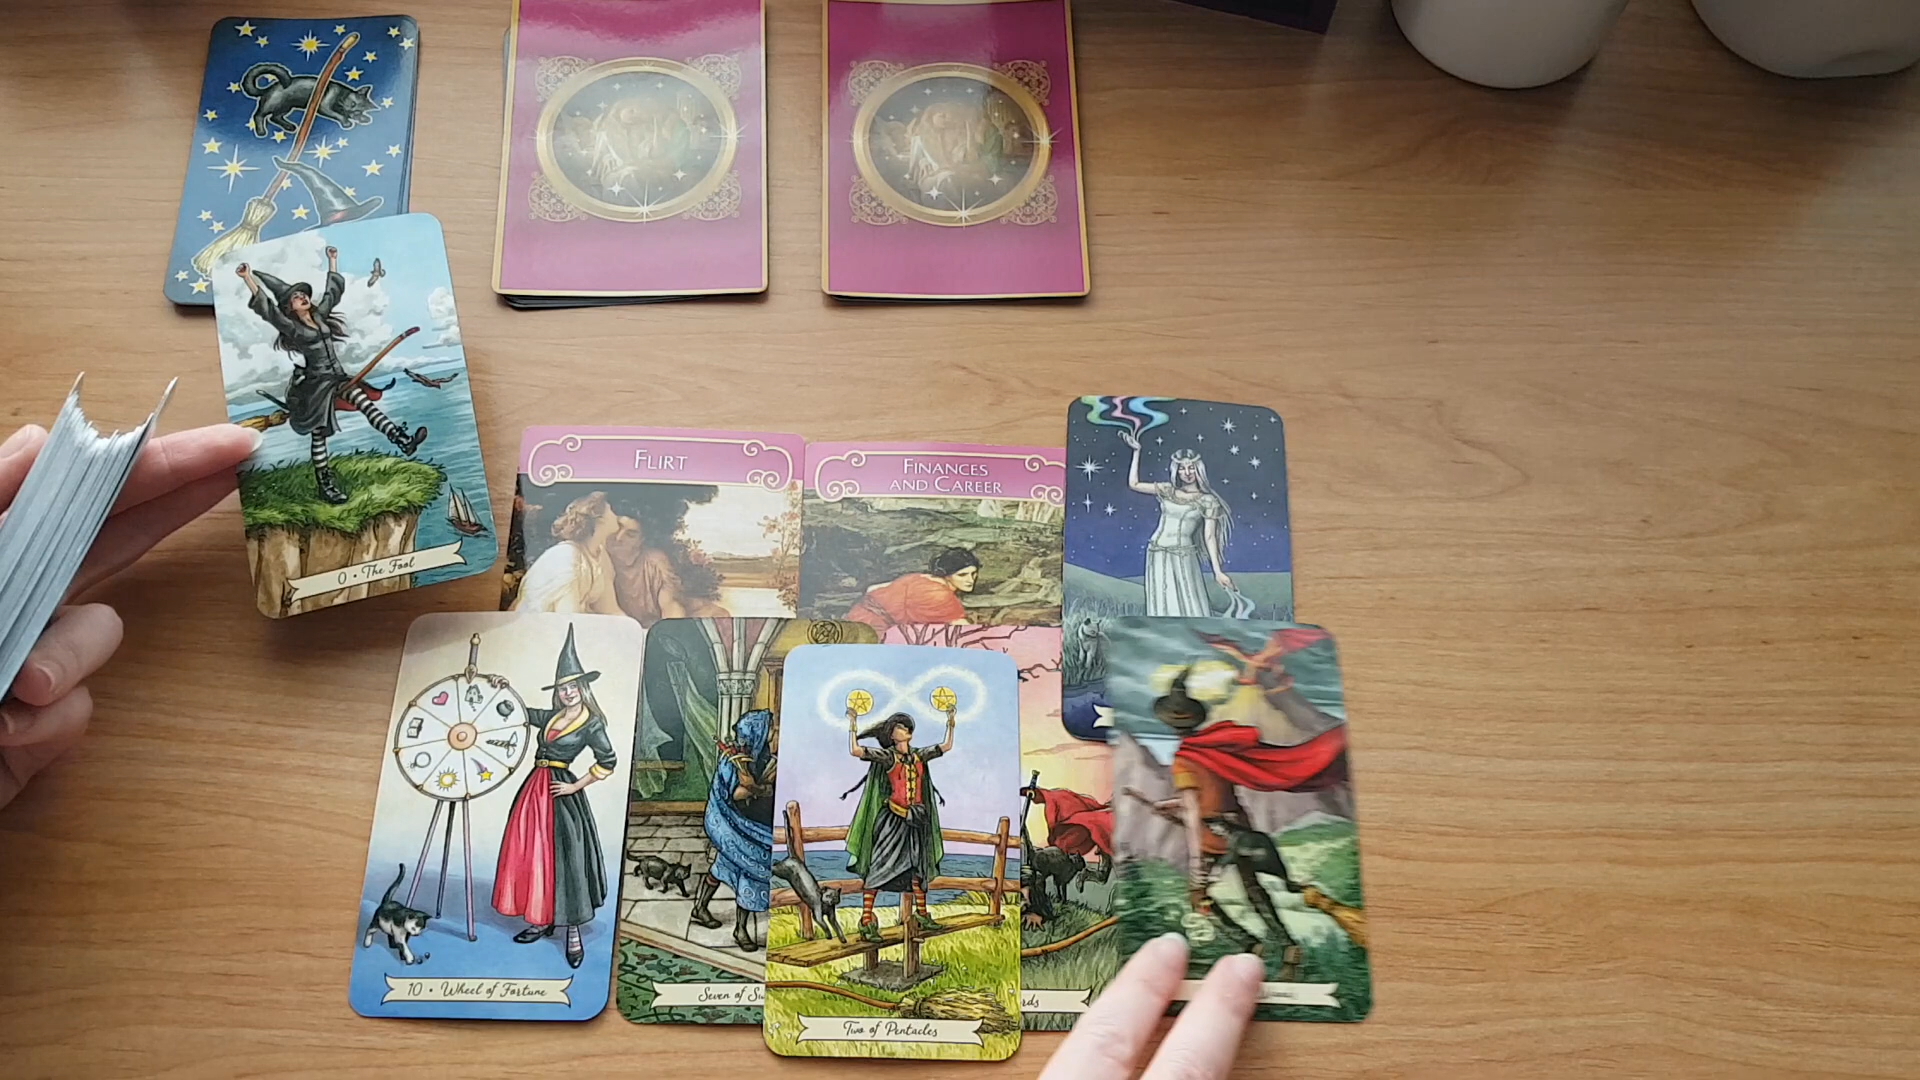 FLIRT
FINANCES
AND CAREER
0 • The Fool
10 • Wheel of Fortune
Seven of
Two of Pentacles